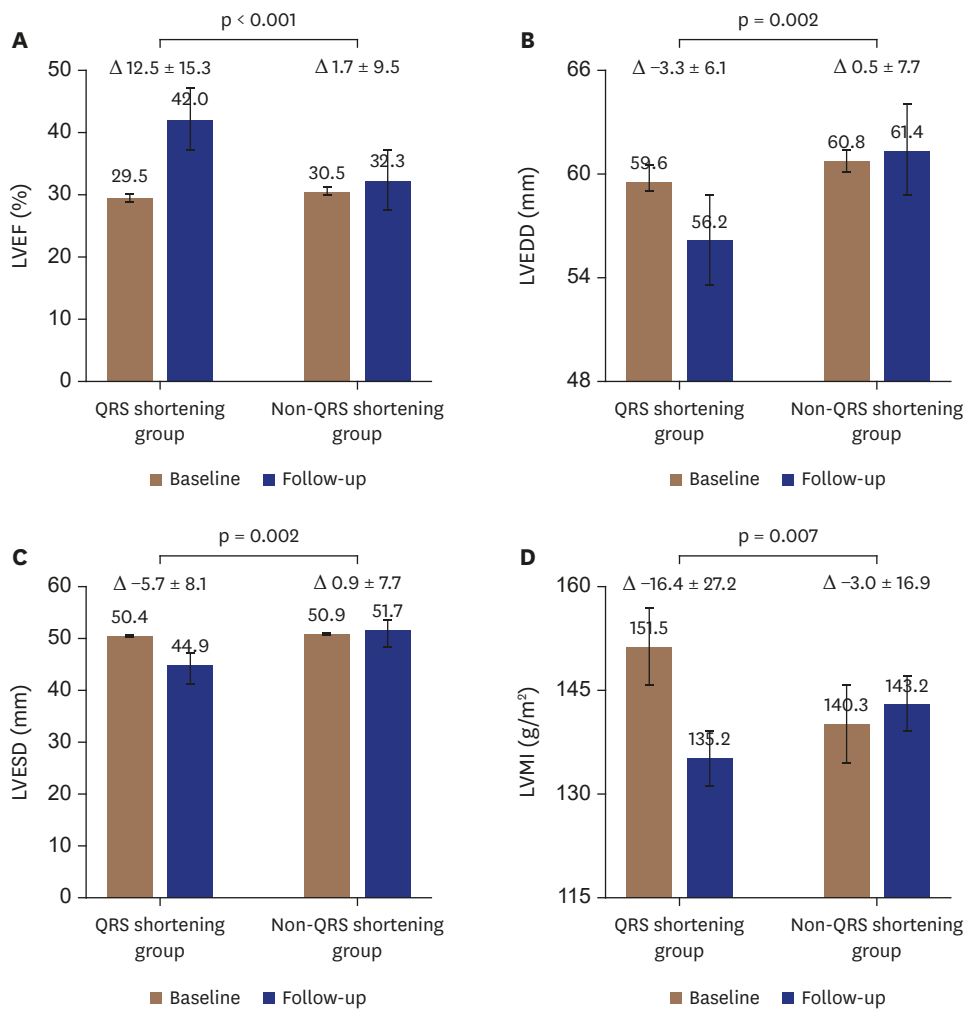 A
p < 0.001
Δ 12.5 ± 15.3
Δ 1.7 ± 9.5
LVEF (%)
50
40
30
20
10
0
29.5
42.0
30.5
32.3
QRS shortening
group
Non-QRS shortening
group
Baseline
Follow-up
B
p = 0.002
Δ −3.3 ± 6.1
Δ 0.5 ± 7.7
LVEDD (mm)
66
60
54
48
59.6
56.2
60.8
61.4
QRS shortening
group
Non-QRS shortening
group
Baseline
Follow-up
C
p = 0.002
Δ −5.7 ± 8.1
Δ 0.9 ± 7.7
LVESD (mm)
60
50
40
30
20
10
0
50.4
44.9
50.9
51.7
QRS shortening
group
Non-QRS shortening
group
Baseline
Follow-up
D
p = 0.007
Δ −16.4 ± 27.2
Δ −3.0 ± 16.9
LVMI (g/m²)
160
145
130
115
151.5
135.2
140.3
143.2
QRS shortening
group
Non-QRS shortening
group
Baseline
Follow-up